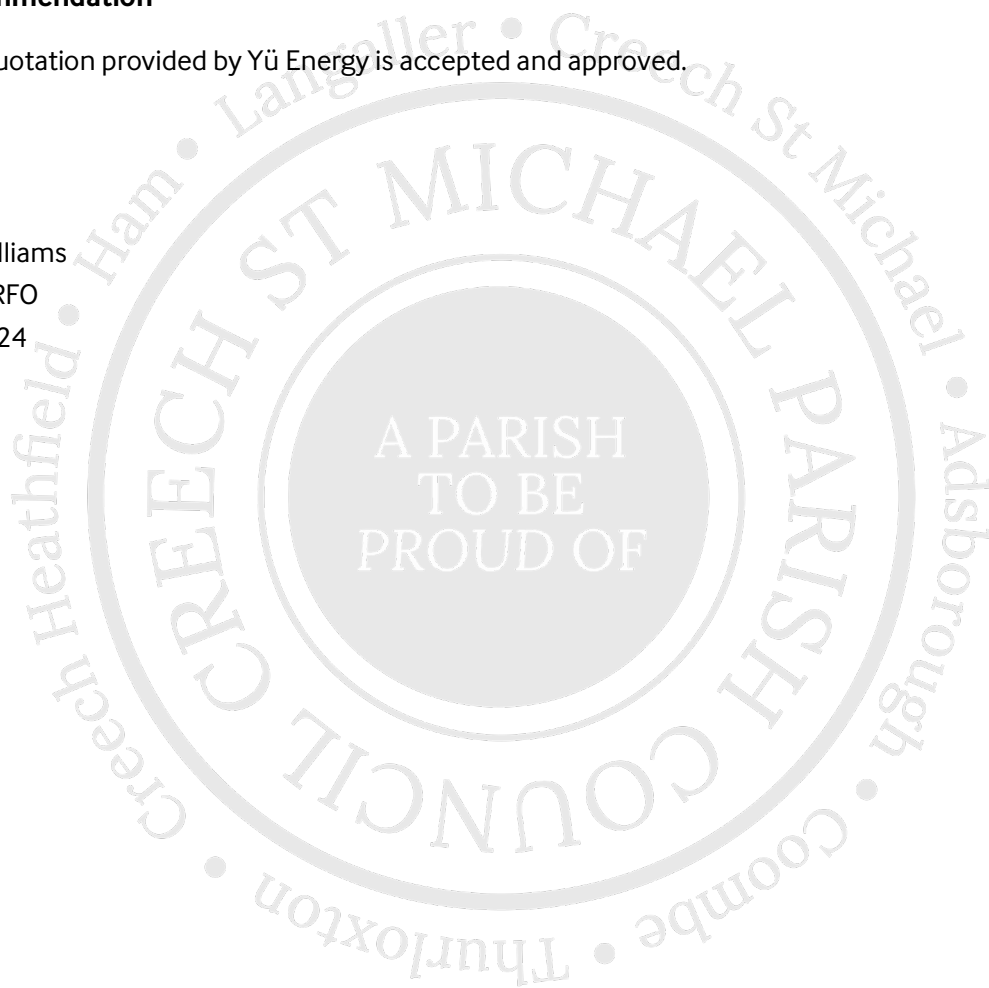 mmendation
uotation provided by Yü Energy is accepted and approved.
lliams
RFO
24
Creech Heathfield • Ham • Langaller • Creech St Michael • Adsborough • Coombe • Thurloxton •
CREECH ST MICHAEL PARISH COUNCIL
A PARISH
TO BE
PROUD OF